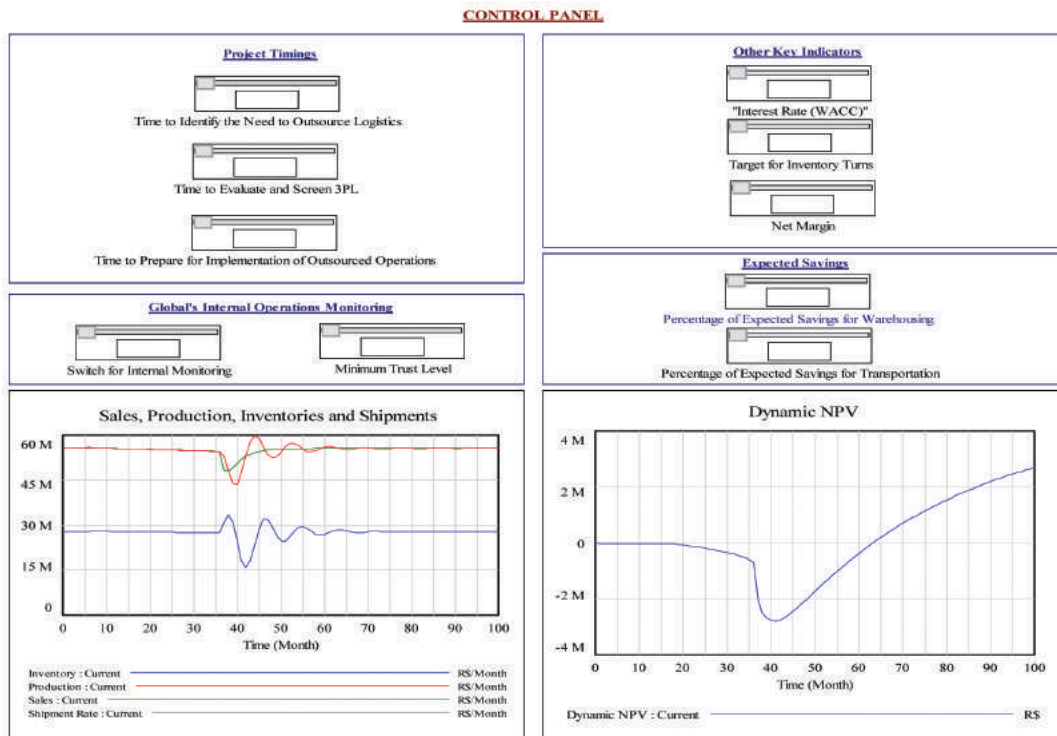 CONTROL PANEL
Project Timings
Time to Identify the Need to Outsource Logistics
Time to Evaluate and Screen 3PL
Time to Prepare for Implementation of Outsourced Operations
Other Key Indicators
"Interest Rate (WACC)"
Target for Inventory Turns
Net Margin
Global's Internal Operations Monitoring
Switch for Internal Monitoring
Minimum Trust Level
Expected Savings
Percentage of Expected Savings for Warehousing
Percentage of Expected Savings for Transportation
Sales, Production, Inventories and Shipments
60 M
45 M
30 M
15 M
0
0 10 20 30 40 50 60 70 80 90 100
Time (Month)
Inventory : Current R$/Month
Production : Current R$/Month
Sales : Current R$/Month
Shipment Rate : Current R$/Month
Dynamic NPV
4 M
2 M
0
-2 M
-4 M
0 10 20 30 40 50 60 70 80 90 100
Time (Month)
Dynamic NPV : Current R$